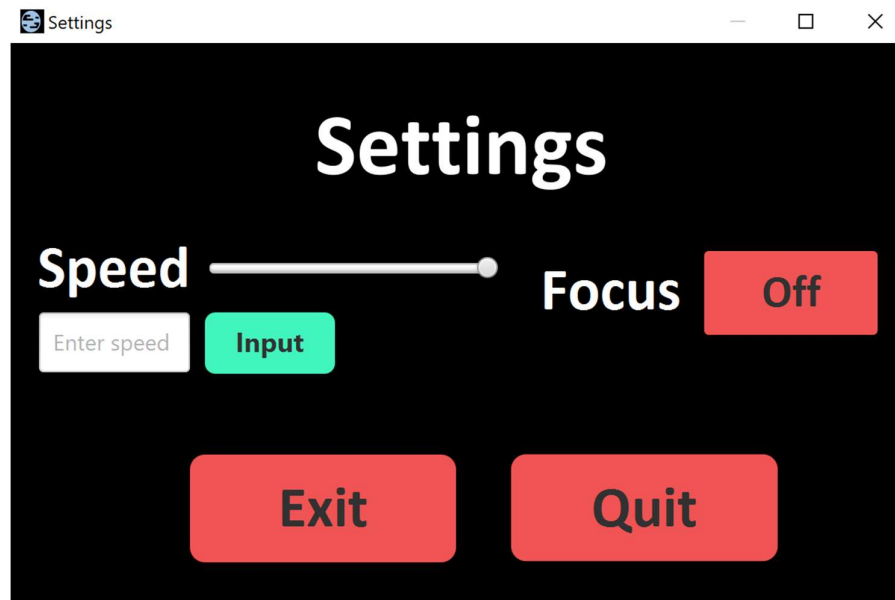 Settings
Settings
Speed
Focus
Off
Enter speed
Input
Exit
Quit